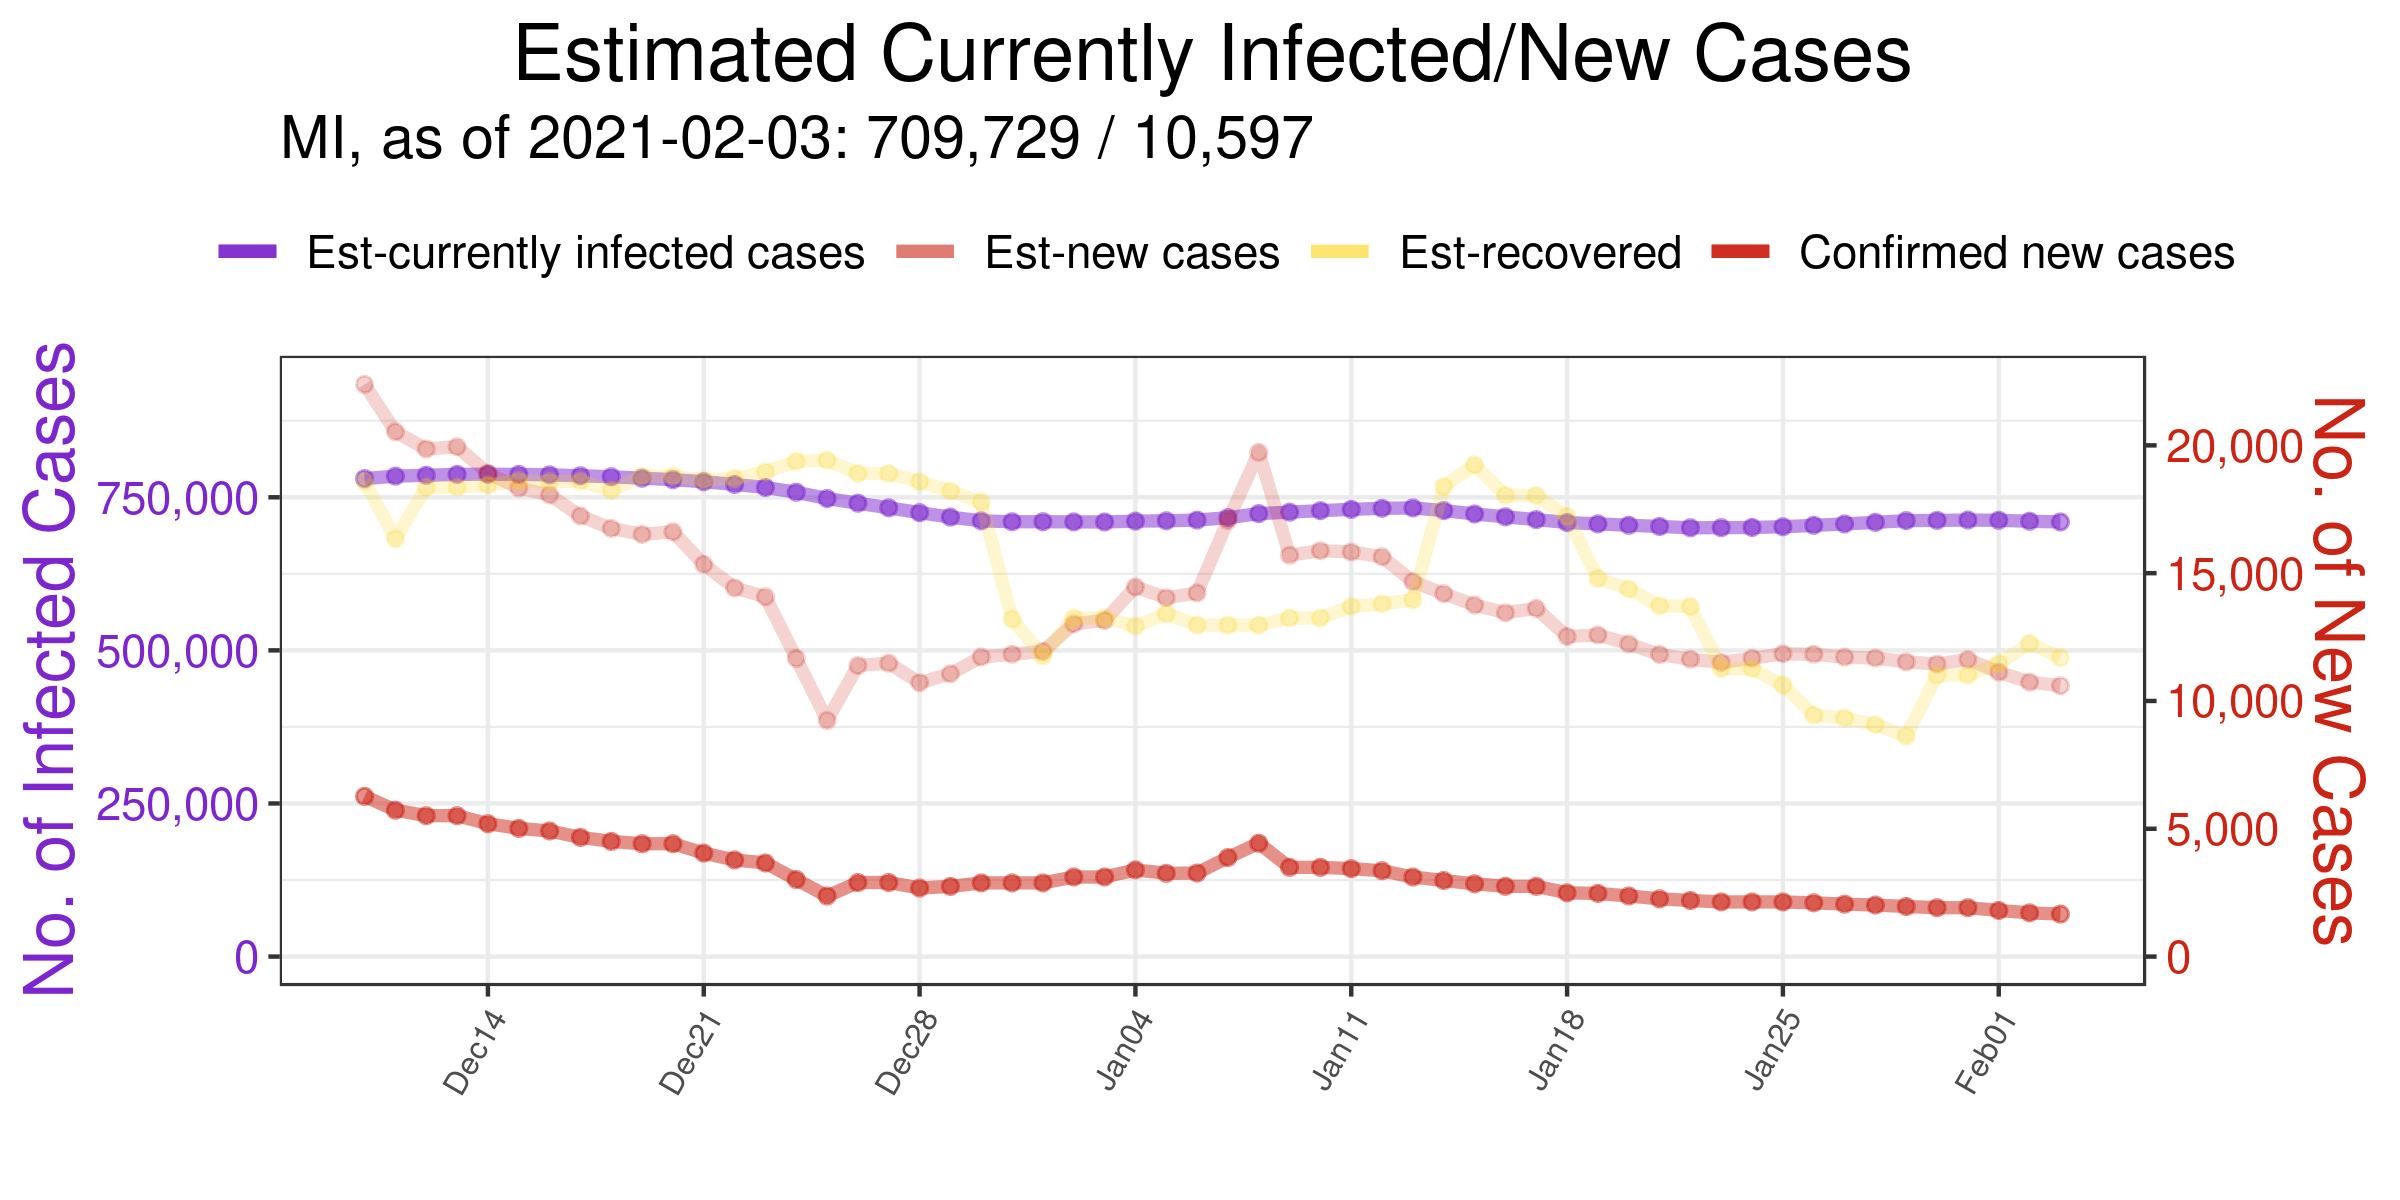 Estimated Currently Infected/New Cases
MI, as of 2021-02-03: 709,729 / 10,597
Est-currently infected cases Est-new cases Est-recovered Confirmed new cases
No. of Infected Cases
750,000
500,000
250,000
0
20,000
15,000
10,000
5,000
0
No. of New Cases
Dec14 Dec21 Dec28 Jan04 Jan11 Jan18 Jan25 Feb01